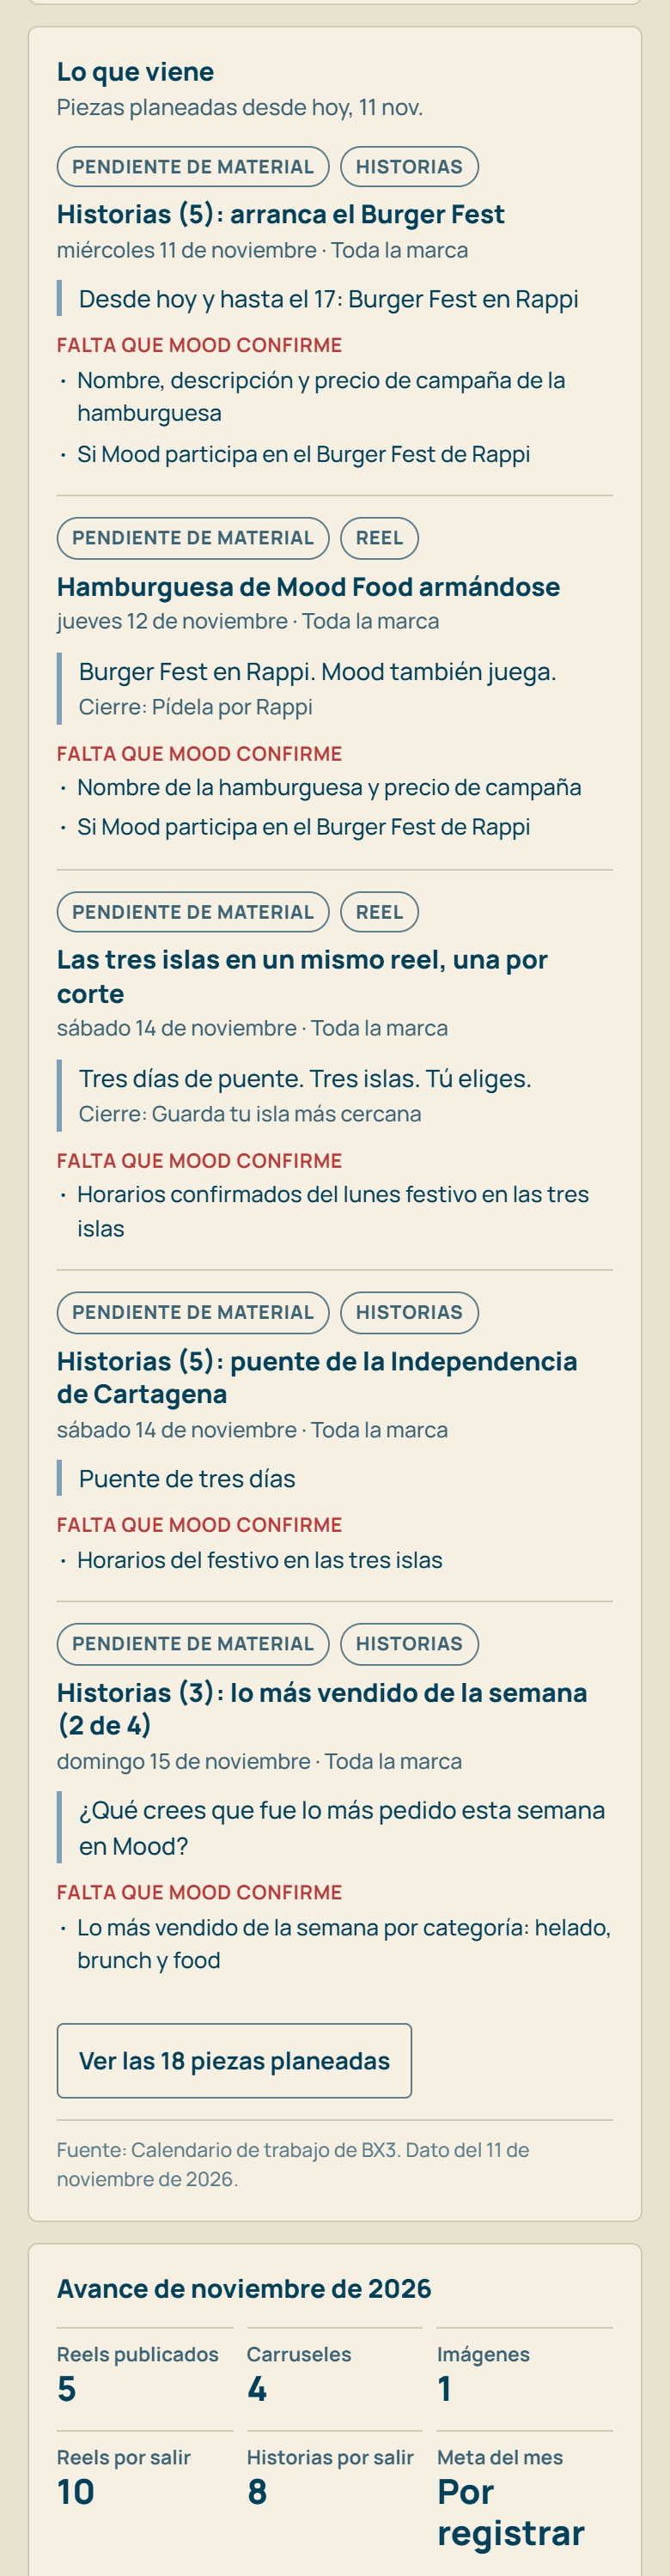 Lo que viene
Piezas planeadas desde hoy, 11 nov.
PENDIENTE DE MATERIAL
HISTORIAS
Historias (5): arranca el Burger Fest
miércoles 11 de noviembre · Toda la marca
Desde hoy y hasta el 17: Burger Fest en Rappi
FALTA QUE MOOD CONFIRME
· Nombre, descripción y precio de campaña de la
hamburguesa
· Si Mood participa en el Burger Fest de Rappi
PENDIENTE DE MATERIAL
REEL
Hamburguesa de Mood Food armándose
jueves 12 de noviembre · Toda la marca
Burger Fest en Rappi. Mood también juega.
Cierre: Pídela por Rappi
FALTA QUE MOOD CONFIRME
· Nombre de la hamburguesa y precio de campaña
· Si Mood participa en el Burger Fest de Rappi
PENDIENTE DE MATERIAL
REEL
Las tres islas en un mismo reel, una por
corte
sábado 14 de noviembre · Toda la marca
Tres días de puente. Tres islas. Tú eliges.
Cierre: Guarda tu isla más cercana
FALTA QUE MOOD CONFIRME
· Horarios confirmados del lunes festivo en las tres
islas
PENDIENTE DE MATERIAL
HISTORIAS
Historias (5): puente de la Independencia
de Cartagena
sábado 14 de noviembre · Toda la marca
Puente de tres días
FALTA QUE MOOD CONFIRME
· Horarios del festivo en las tres islas
PENDIENTE DE MATERIAL
HISTORIAS
Historias (3): lo más vendido de la semana
(2 de 4)
domingo 15 de noviembre · Toda la marca
¿Qué crees que fue lo más pedido esta semana
en Mood?
FALTA QUE MOOD CONFIRME
· Lo más vendido de la semana por categoría: helado,
brunch y food
Ver las 18 piezas planeadas
Fuente: Calendario de trabajo de BX3. Dato del 11 de
noviembre de 2026.
Avance de noviembre de 2026
Reels publicados
5
Carruseles
4
Imágenes
1
Reels por salir
10
Historias por salir
8
Meta del mes
Por
registrar